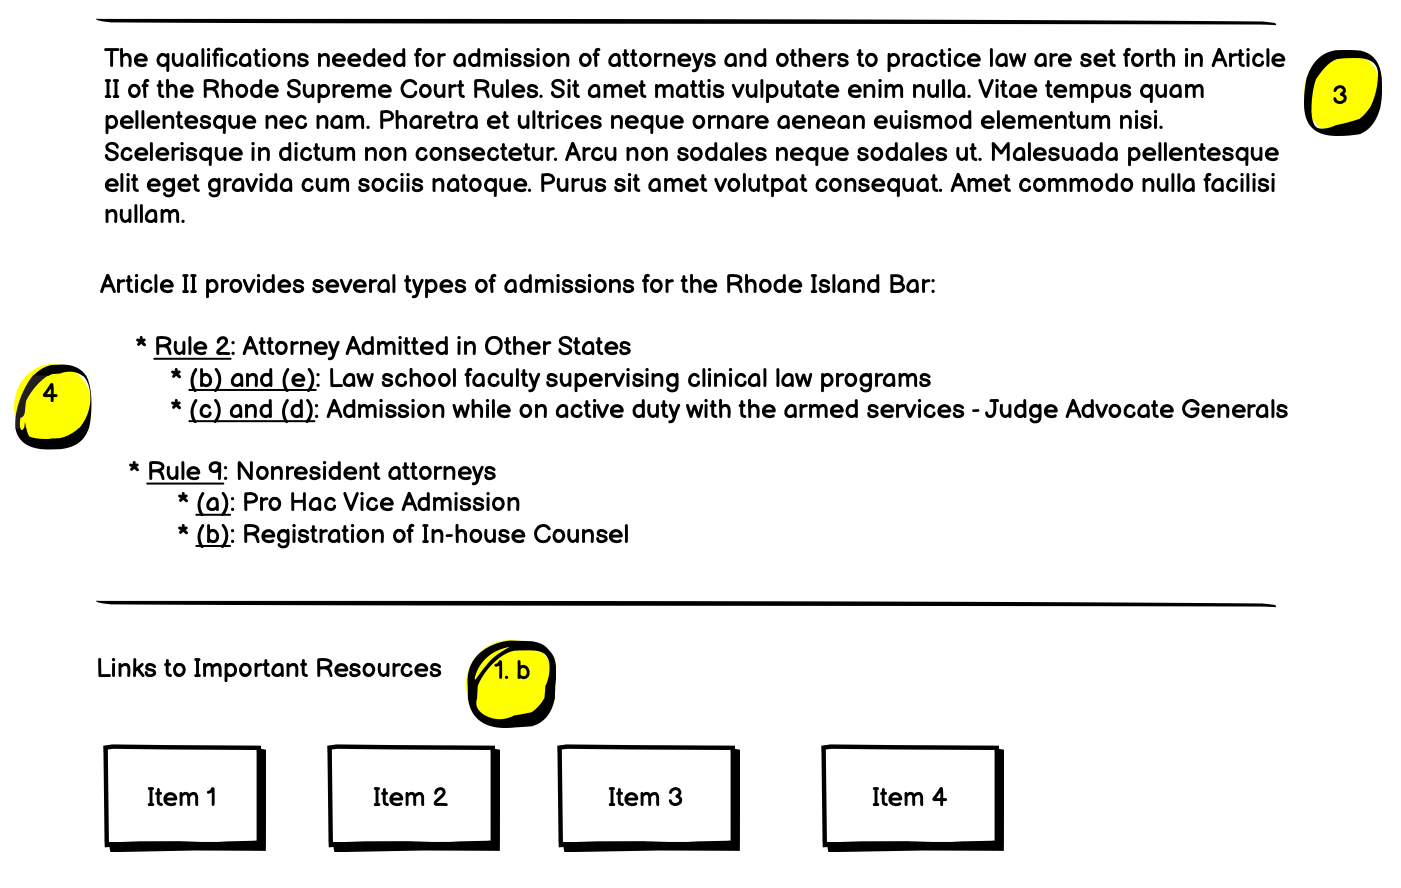 The qualifications needed for admission of attorneys and others to practice law are set forth in Article
II of the Rhode Supreme Court Rules. Sit amet mattis vulputate enim nulla. Vitae tempus quam
pellentesque nec nam. Pharetra et ultrices neque ornare aenean euismod elementum nisi.
Scelerisque in dictum non consectetur. Arcu non sodales neque sodales ut. Malesuada pellentesque
elit eget gravida cum sociis natoque. Purus sit amet volutpat consequat. Amet commodo nulla facilisi
nullam.
3
Article II provides several types of admissions for the Rhode Island Bar:
* Rule 2: Attorney Admitted in Other States
* (b) and (e): Law school faculty supervising clinical law programs
4
* (c) and (d): Admission while on active duty with the armed services - Judge Advocate Generals
* Rule 9: Nonresident attorneys
* (a): Pro Hac Vice Admission
* (b): Registration of In-house Counsel
Links to Important Resources
1. b
Item 1
Item 2
Item 3
Item 4